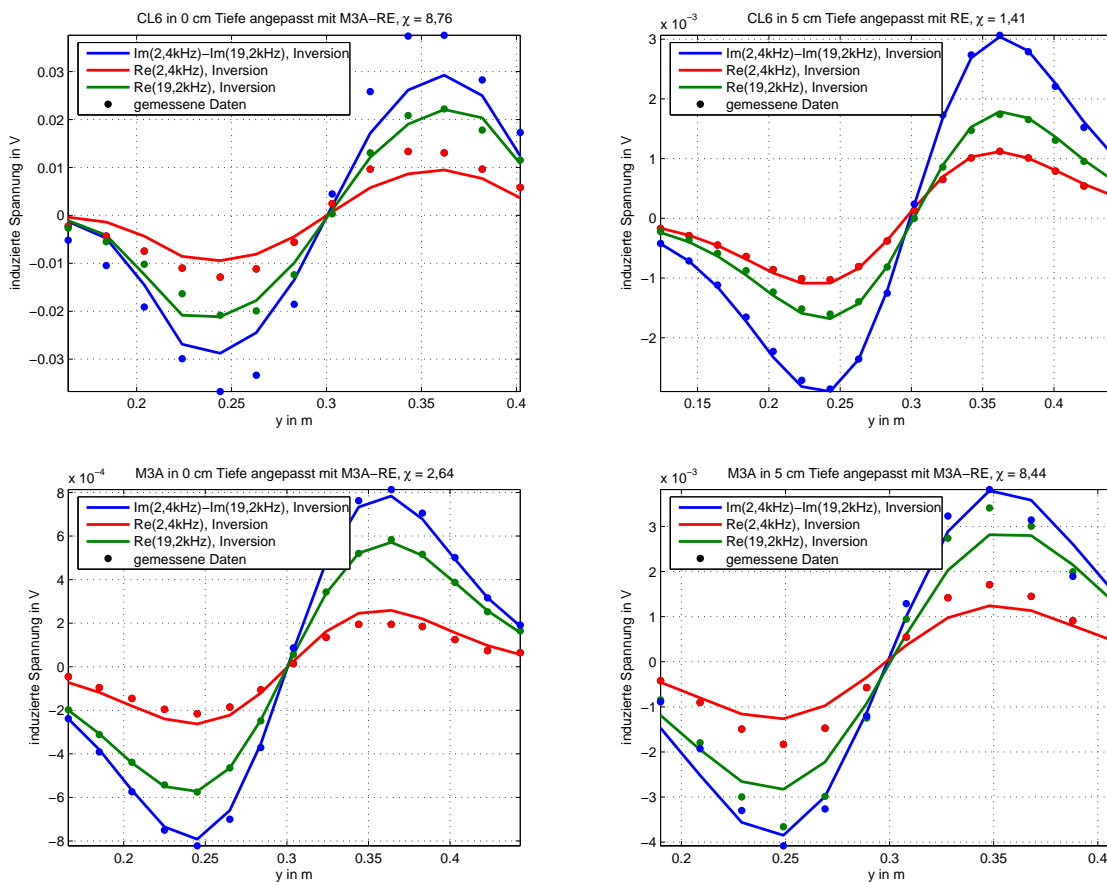 CL6 in 0 cm Tiefe angepasst mit M3A−RE, χ = 8,76
Im(2,4kHz)−Im(19,2kHz), Inversion
Re(2,4kHz), Inversion
Re(19,2kHz), Inversion
gemessene Daten
0.03
0.02
0.01
0
−0.01
−0.02
−0.03
induzierte Spannung in V
0.2
0.25
0.3
0.35
0.4
y in m
CL6 in 5 cm Tiefe angepasst mit RE, χ = 1,41
x 10⁻³
Im(2,4kHz)−Im(19,2kHz), Inversion
Re(2,4kHz), Inversion
Re(19,2kHz), Inversion
gemessene Daten
3
2
1
0
−1
−2
induzierte Spannung in V
0.15
0.2
0.25
0.3
0.35
0.4
y in m
M3A in 0 cm Tiefe angepasst mit M3A−RE, χ = 2,64
x 10⁻⁴
Im(2,4kHz)−Im(19,2kHz), Inversion
Re(2,4kHz), Inversion
Re(19,2kHz), Inversion
gemessene Daten
8
6
4
2
0
−2
−4
−6
−8
induzierte Spannung in V
0.2
0.25
0.3
0.35
0.4
y in m
M3A in 5 cm Tiefe angepasst mit M3A−RE, χ = 8,44
x 10⁻³
Im(2,4kHz)−Im(19,2kHz), Inversion
Re(2,4kHz), Inversion
Re(19,2kHz), Inversion
gemessene Daten
3
2
1
0
−1
−2
−3
−4
induzierte Spannung in V
0.2
0.25
0.3
0.35
0.4
y in m